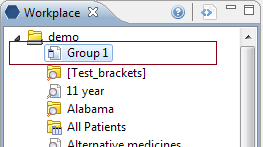 Workplace
demo
Group 1
[Test_brackets]
11 year
Alabama
All Patients
Alternative medicines